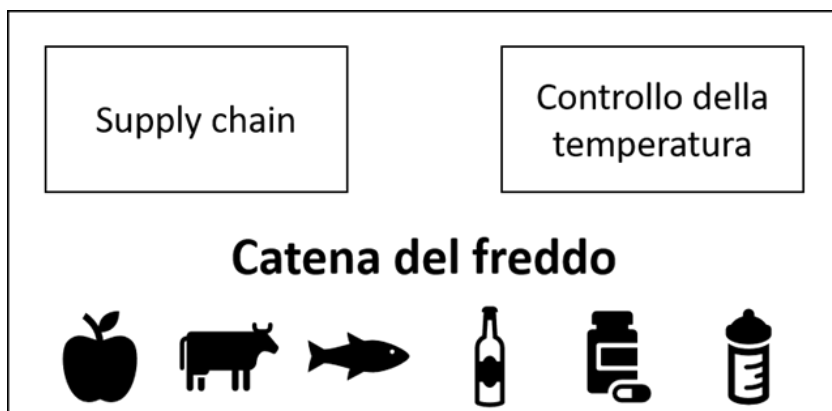 Supply chain
Controllo della
temperatura
Catena del freddo